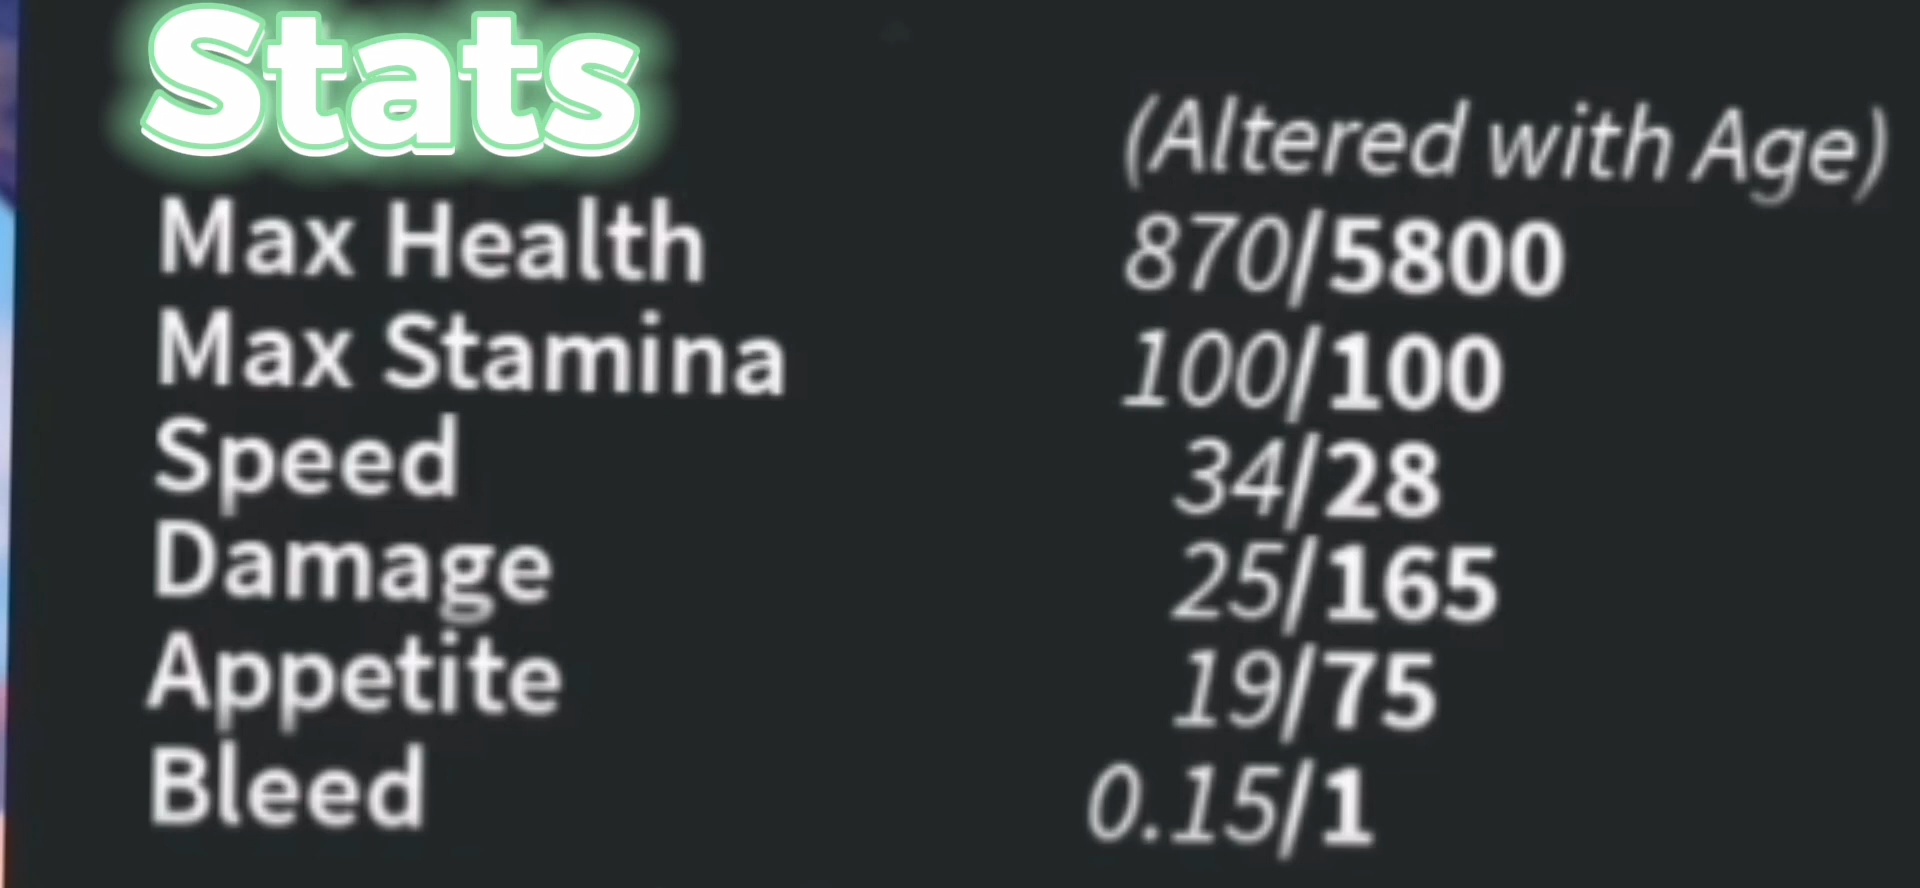 Stats
(Altered with Age)
Max Health 870/5800
Max Stamina 100/100
Speed 34/28
Damage 25/165
Appetite 19/75
Bleed 0.15/1